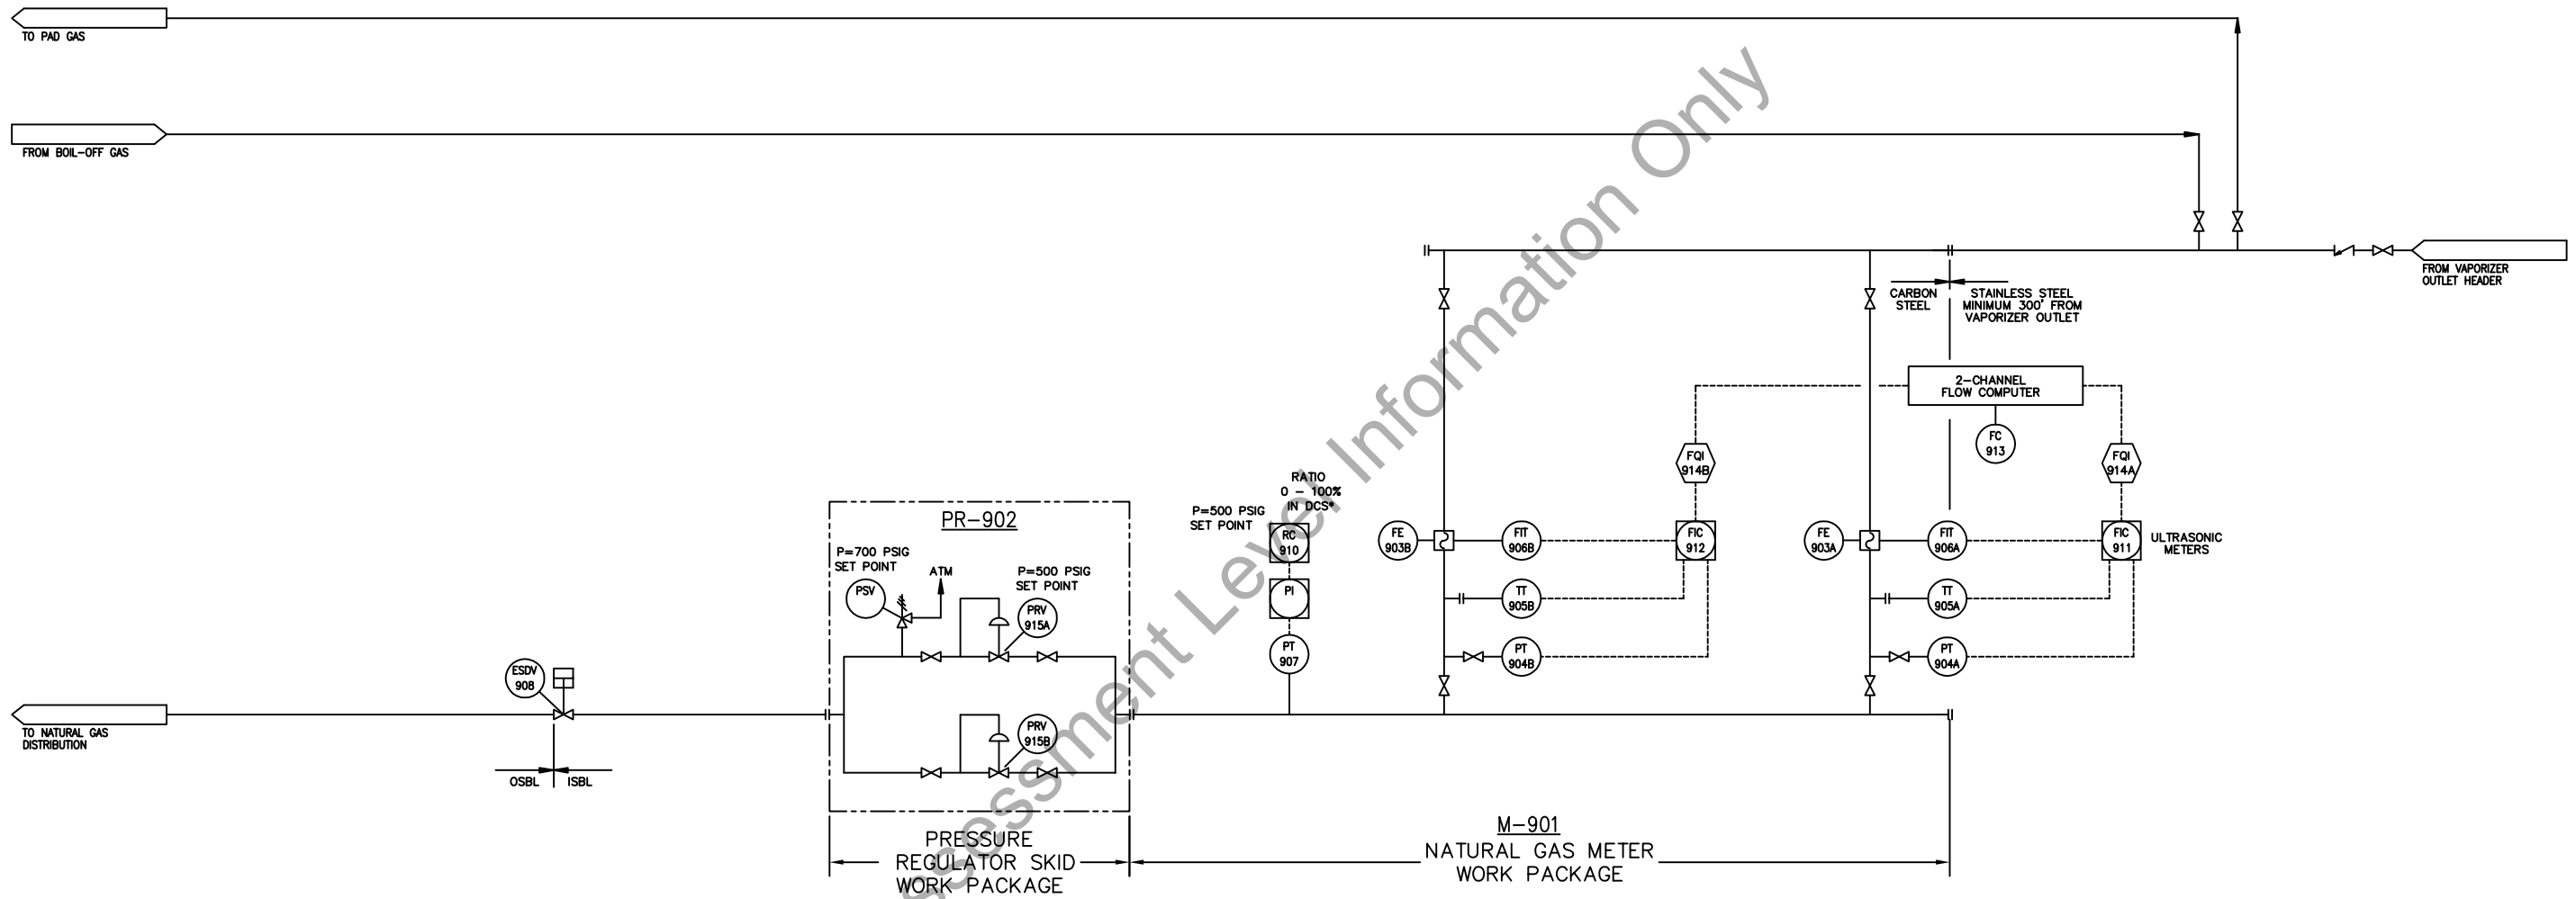 TO PAD GAS
FROM BOIL-OFF GAS
FROM VAPORIZER
OUTLET HEADER
CARBON
STEEL
STAINLESS STEEL
MINIMUM 300' FROM
VAPORIZER OUTLET
2-CHANNEL
FLOW COMPUTER
FC
913
FQI
914B
FQI
914A
RATIO
0 - 100%
IN DCS*
P=500 PSIG
SET POINT
RC
910
PI
PT
907
FE
903B
FIT
906B
FIC
912
TT
905B
PT
904B
FE
903A
FIT
906A
FIC
911
ULTRASONIC
METERS
TT
905A
PT
904A
PR-902
P=700 PSIG
SET POINT
PSV
ATM
P=500 PSIG
SET POINT
PRV
915A
PRV
915B
ESDV
908
TO NATURAL GAS
DISTRIBUTION
OSBL
ISBL
PRESSURE
REGULATOR SKID
WORK PACKAGE
M-901
NATURAL GAS METER
WORK PACKAGE
ssessment Level Information Only